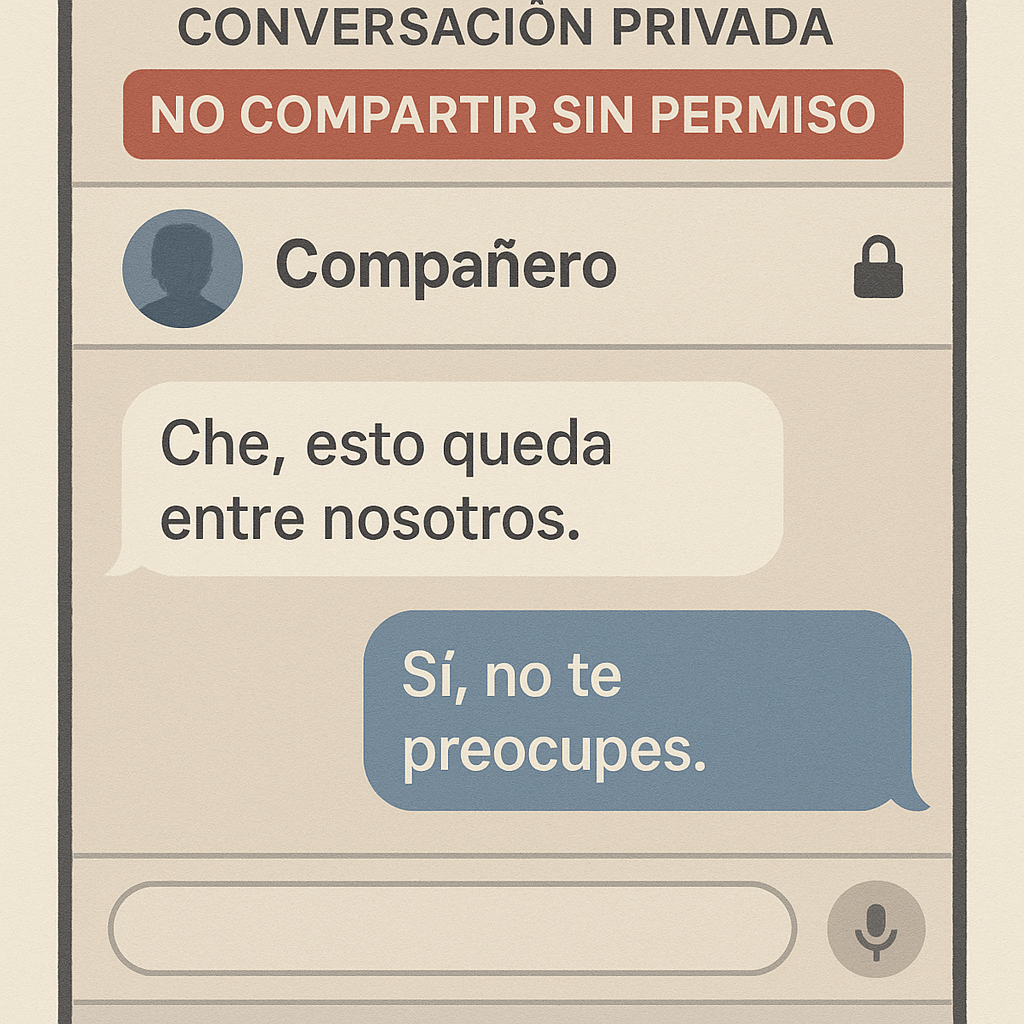 CONVERSACIÔN PRIVADA
NO COMPARTIR SIN PERMISO
Compañero
Che, esto queda
entre nosotros.
Sí, no te
preocupes.